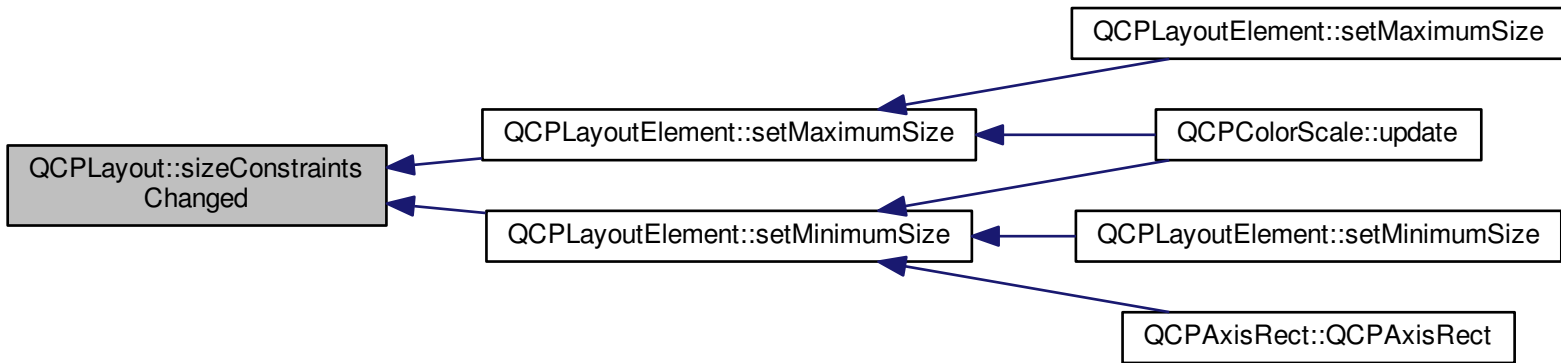 QCPLayout::sizeConstraints
Changed
QCPLayoutElement::setMaximumSize
QCPLayoutElement::setMinimumSize
QCPLayoutElement::setMaximumSize
QCPColorScale::update
QCPLayoutElement::setMinimumSize
QCPAxisRect::QCPAxisRect